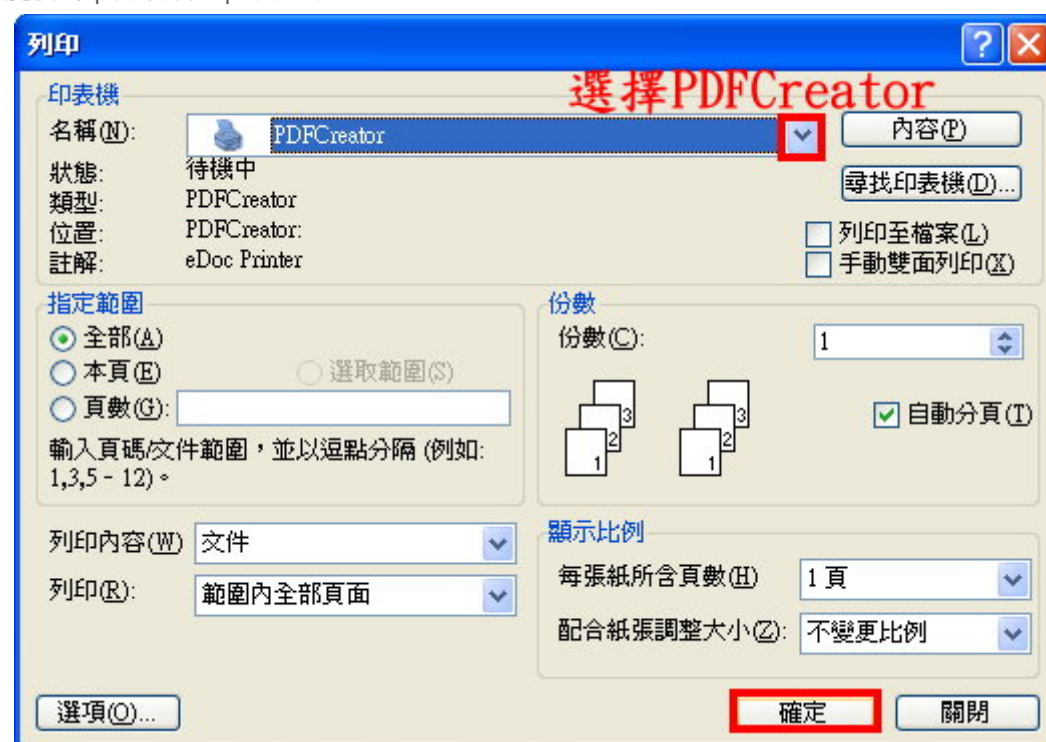 列印
選擇PDFCreator
印表機
名稱(N): PDFCreator 內容(P)
狀態: 待機中 尋找印表機(D)...
類型: PDFCreator
位置: PDFCreator: 列印至檔案(L)
註解: eDoc Printer 手動雙面列印(X)
指定範圍
全部(A)
本頁(E) 選取範圍(S)
頁數(G):
輸入頁碼/文件範圍，並以逗點分隔 (例如:
1,3,5 - 12)。
份數
份數(C): 1
3 3
2 2
1 1
自動分頁(T)
列印內容(W) 文件
列印(R): 範圍內全部頁面
顯示比例
每張紙所含頁數(H) 1 頁
配合紙張調整大小(Z): 不變更比例
選項(O)... 確定 關閉